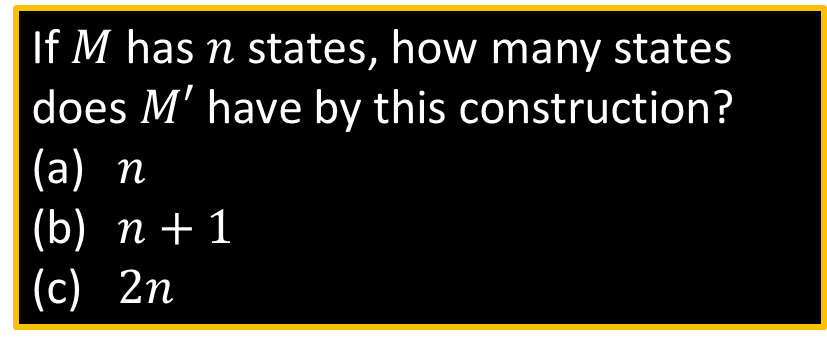 If M has n states, how many states
does M′ have by this construction?
(a) n
(b) n + 1
(c) 2n